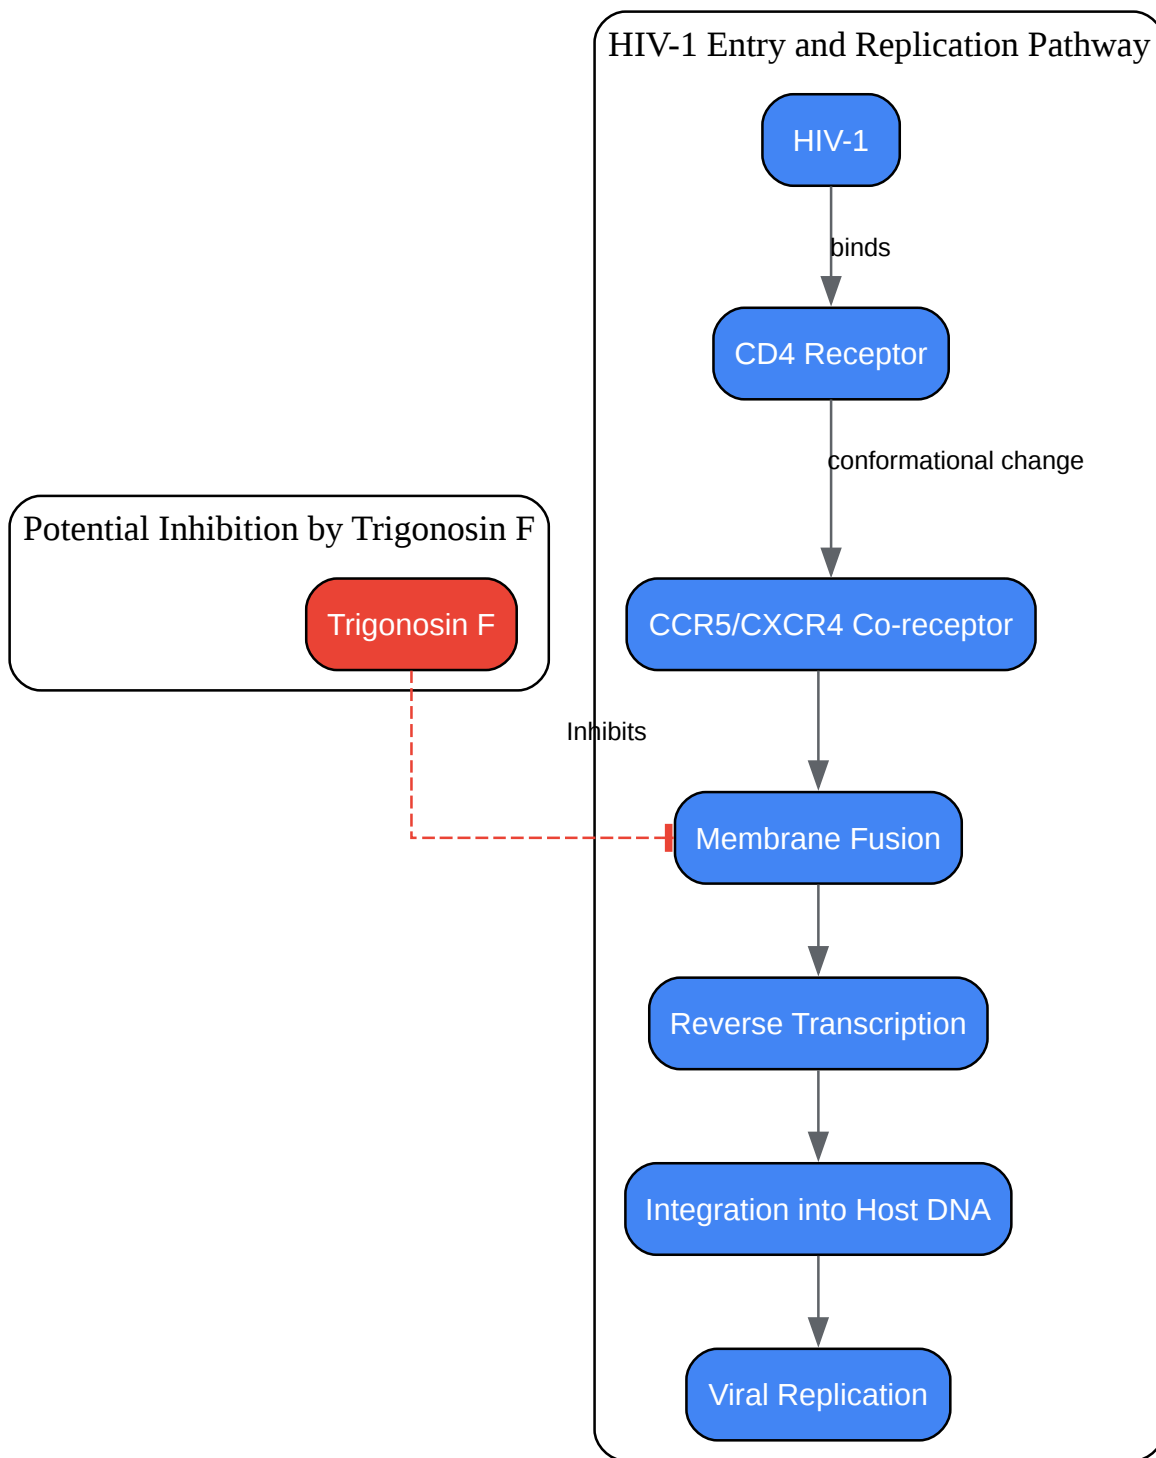 HIV-1 Entry and Replication Pathway
HIV-1
binds
CD4 Receptor
conformational change
Potential Inhibition by Trigonosin F
Trigonosin F
CCR5/CXCR4 Co-receptor
Inhibits
Membrane Fusion
Reverse Transcription
Integration into Host DNA
Viral Replication